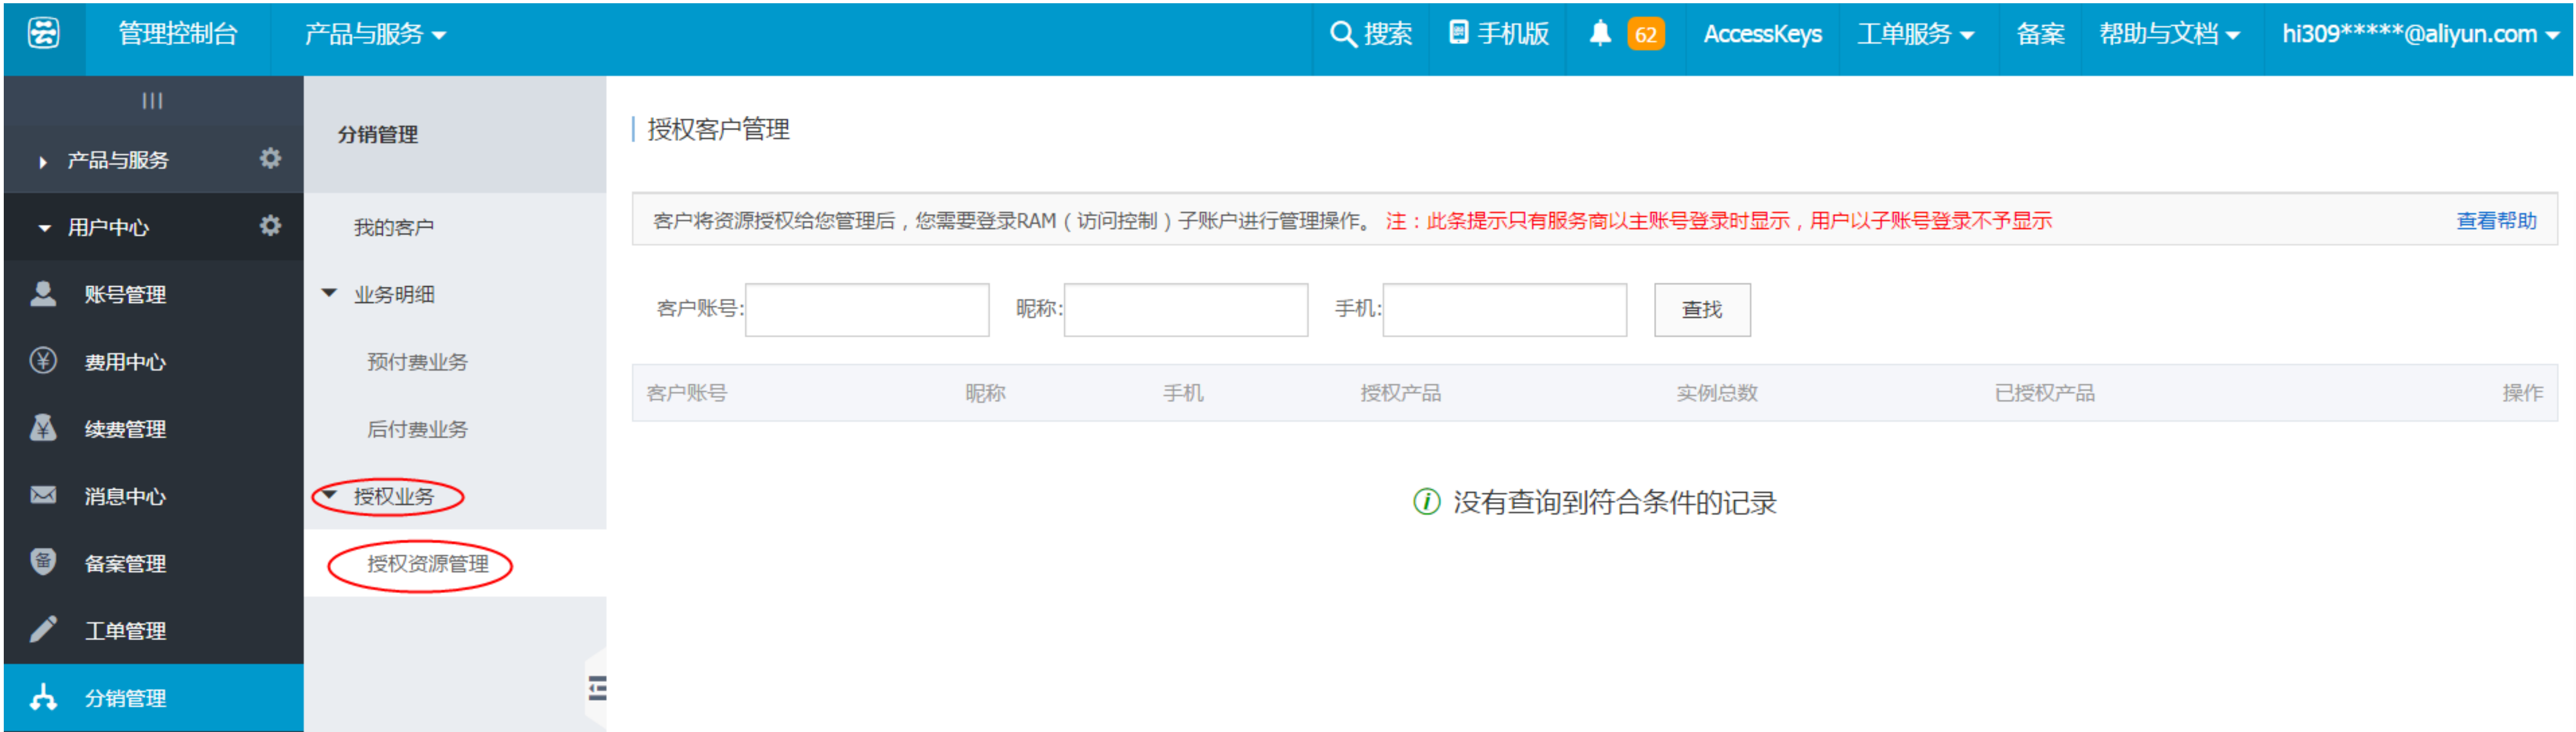 管理控制台 产品与服务 搜索 手机版 62 AccessKeys 工单服务 备案 帮助与文档 hi309*****@aliyun.com
产品与服务
用户中心
账号管理
费用中心
续费管理
消息中心
备案管理
工单管理
分销管理
分销管理
我的客户
业务明细
预付费业务
后付费业务
授权业务
授权资源管理
授权客户管理
客户将资源授权给您管理后，您需要登录RAM（访问控制）子账户进行管理操作。 注：此条提示只有服务商以主账号登录时显示，用户以子账号登录不予显示 查看帮助
客户账号: 昵称: 手机: 查找
客户账号 昵称 手机 授权产品 实例总数 已授权产品 操作
没有查询到符合条件的记录